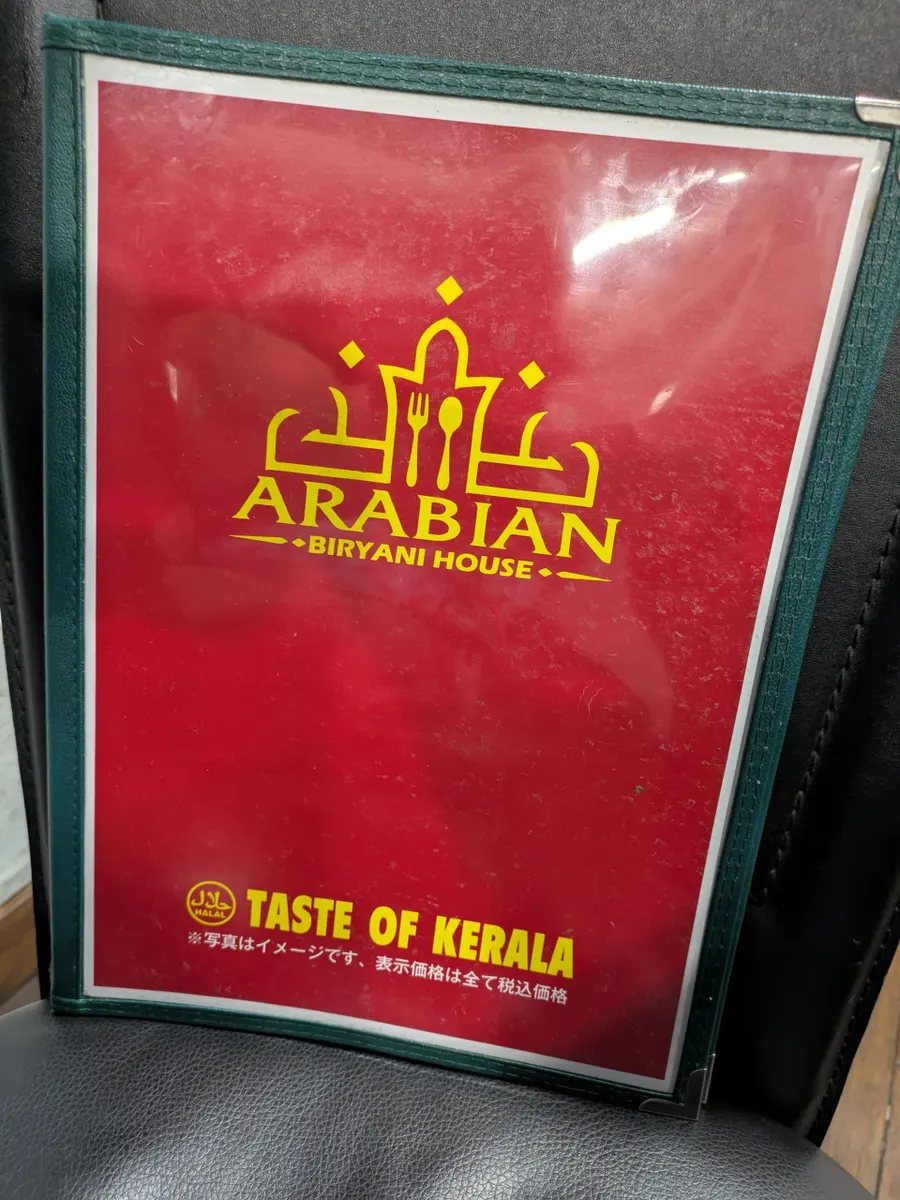 ARABIAN
BIRYANI HOUSE
حلال
HALAL
TASTE OF KERALA
※写真はイメージです、表示価格は全て税込価格